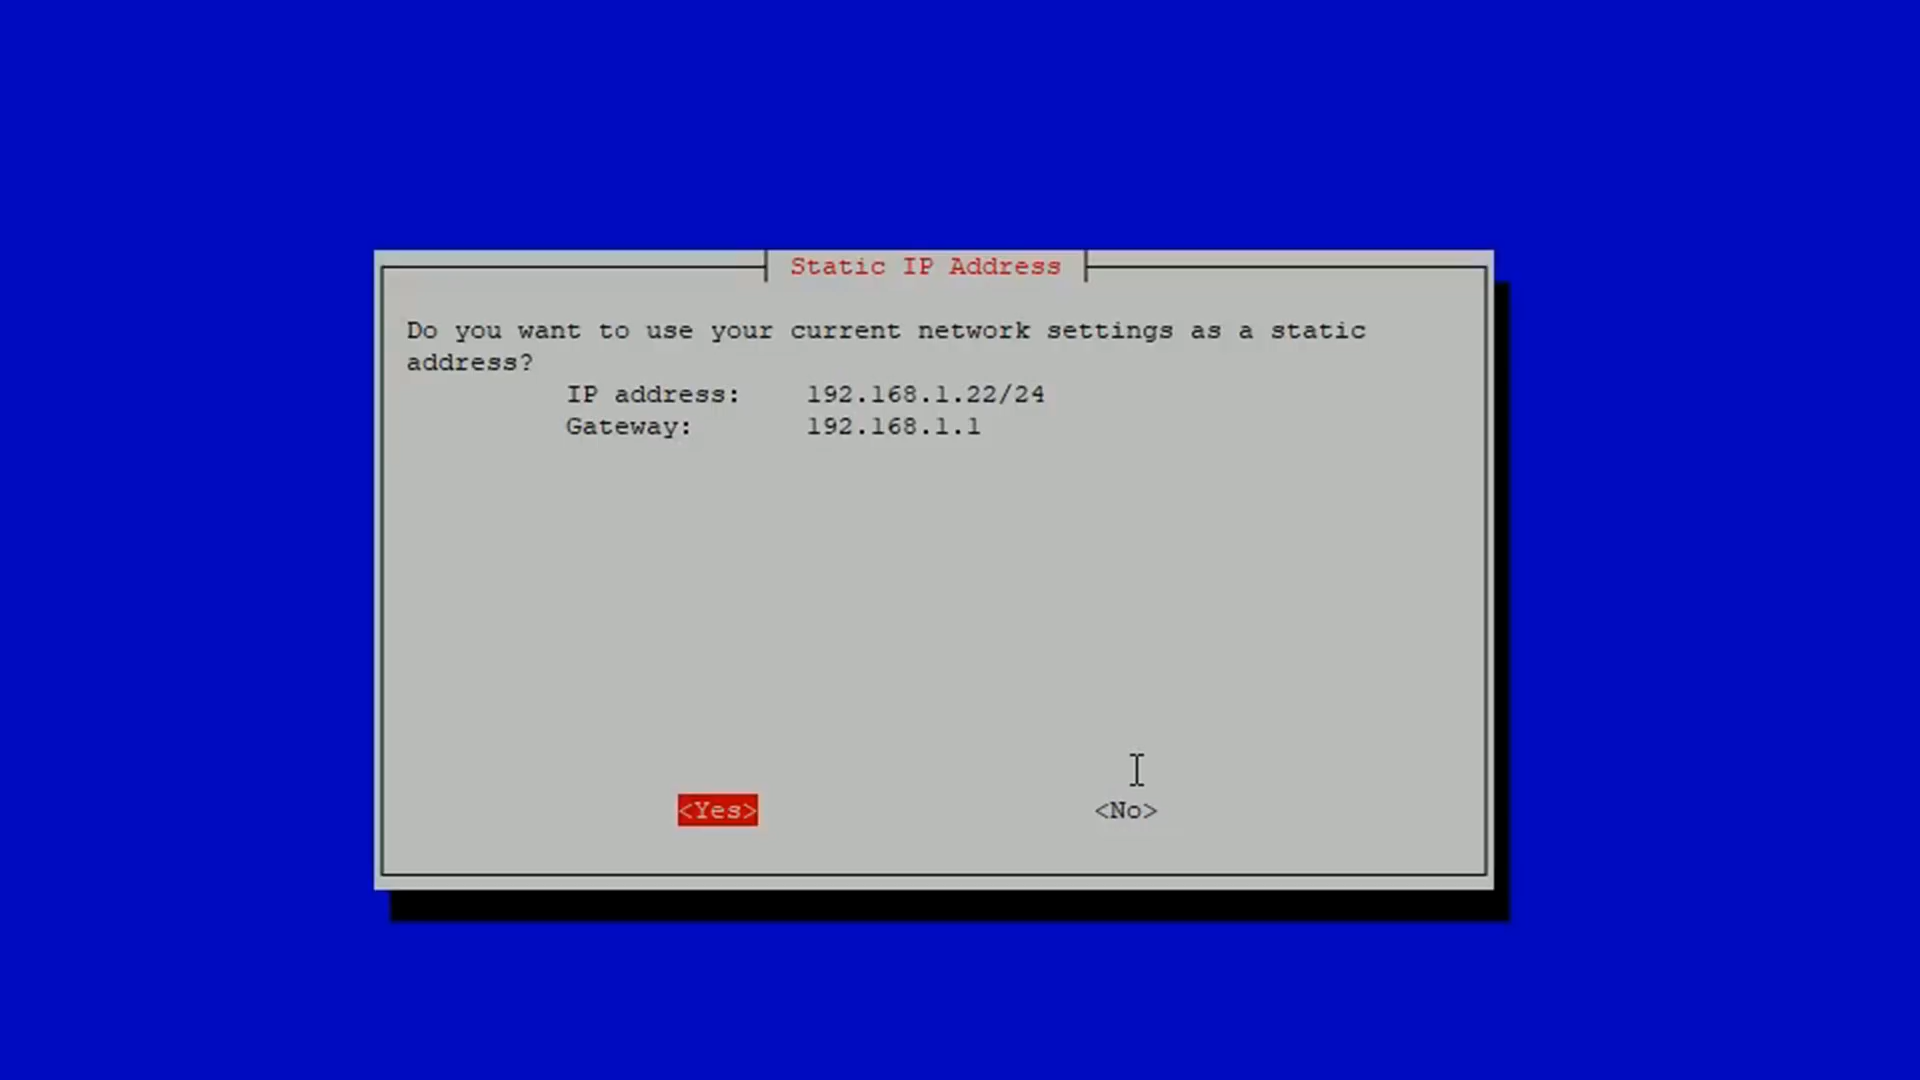 Static IP Address
Do you want to use your current network settings as a static
address?
IP address: 192.168.1.22/24
Gateway: 192.168.1.1
<Yes> <No>